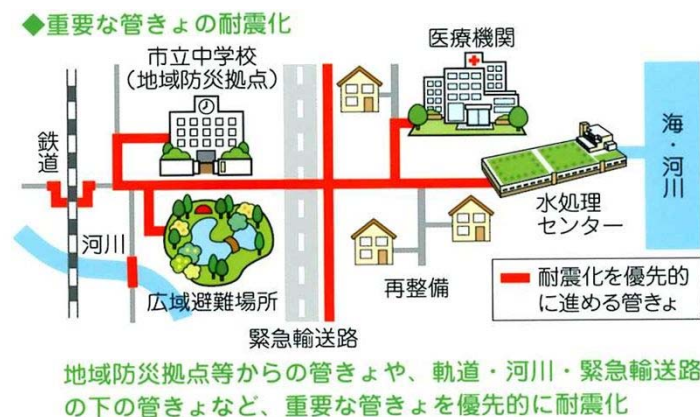 ◆重要な管きょの耐震化
市立中学校
（地域防災拠点）
医療機関
鉄道
海・河川
水処理
センター
河川
広域避難場所
再整備
緊急輸送路
耐震化を優先的
に進める管きょ
地域防災拠点等からの管きょや、軌道・河川・緊急輸送路
の下の管きょなど、重要な管きょを優先的に耐震化